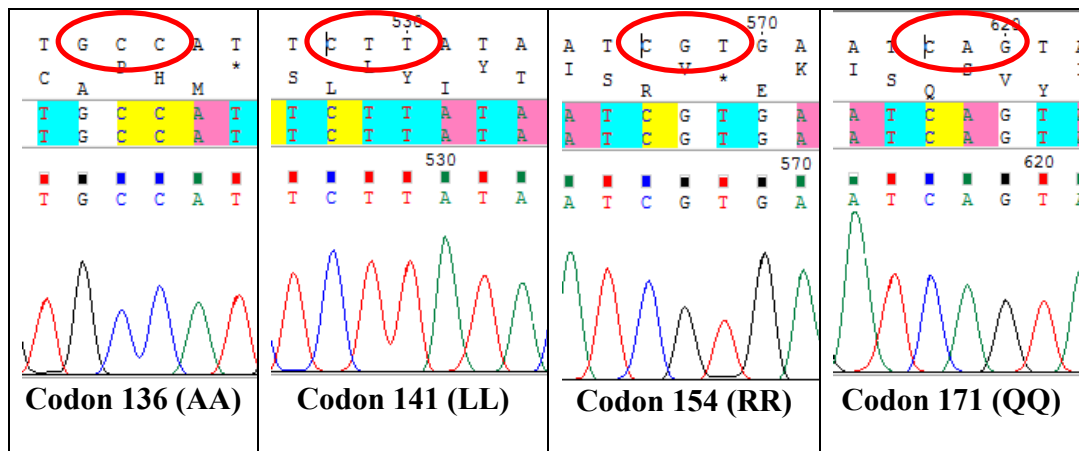 T G C C A T
C A P H M *
T G C C A T
T G C C A T
T G C C A T
Codon 136 (AA)
530
T C T T A T A
S L L Y I Y T
T C T T A T A
T C T T A T A
530
T C T T A T A
Codon 141 (LL)
570
A T C G T G A
I S R V * E K
A T C G T G A
A T C G T G A
570
A T C G T G A
Codon 154 (RR)
620
A T C A G T A
I S Q S V Y
A T C A G T A
A T C A G T A
620
A T C A G T A
Codon 171 (QQ)